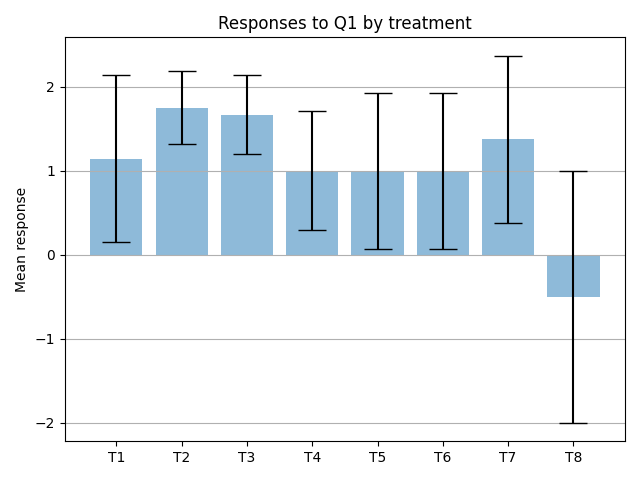 Responses to Q1 by treatment
Mean response
2
1
0
−1
−2
T1 T2 T3 T4 T5 T6 T7 T8